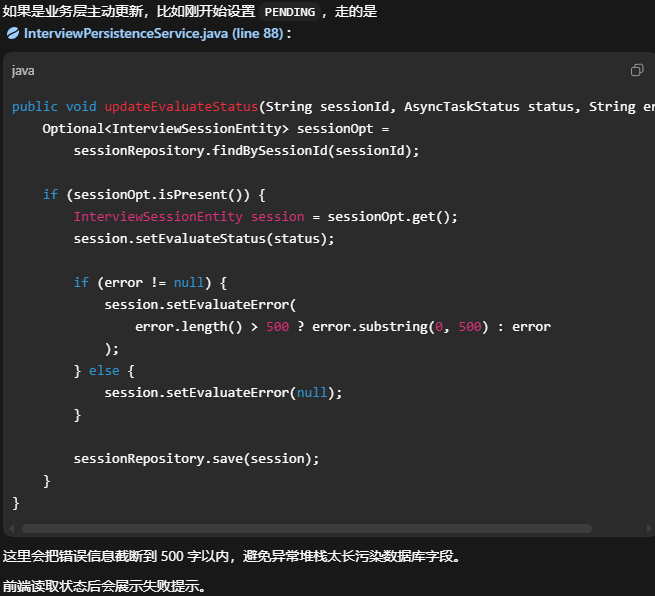 如果是业务层主动更新，比如刚开始设置 PENDING ，走的是
InterviewPersistenceService.java (line 88)：
java
public void updateEvaluateStatus(String sessionId, AsyncTaskStatus status, String er
    Optional<InterviewSessionEntity> sessionOpt =
        sessionRepository.findBySessionId(sessionId);
    if (sessionOpt.isPresent()) {
        InterviewSessionEntity session = sessionOpt.get();
        session.setEvaluateStatus(status);
        if (error != null) {
            session.setEvaluateError(
                error.length() > 500 ? error.substring(0, 500) : error
            );
        } else {
            session.setEvaluateError(null);
        }
        sessionRepository.save(session);
    }
}
这里会把错误信息截断到 500 字以内，避免异常堆栈太长污染数据库字段。
前端读取状态后会展示失败提示。